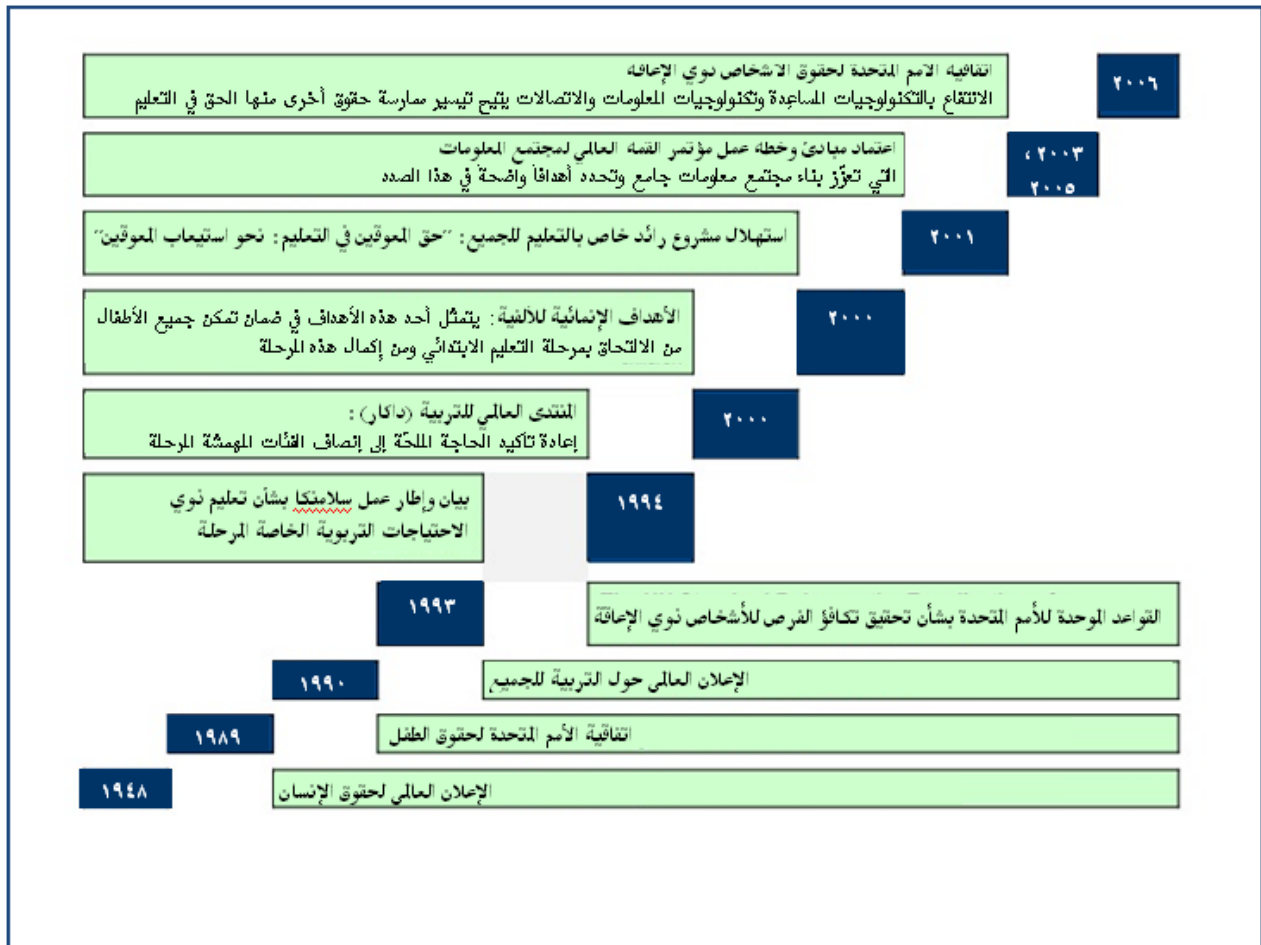 ٢٠٠٦
اتفاقية الأمم المتحدة لحقوق الأشخاص ذوي الإعاقة
الانتفاع بالتكنولوجيات المساعِدة وتكنولوجيات المعلومات والاتصالات يتيح تيسير ممارسة حقوق أخرى منها الحق في التعليم
٢٠٠٣ ،
٢٠٠٥
اعتماد مبادئ وخطة عمل مؤتمر القمة العالمي لمجتمع المعلومات
التي تعزّز بناء مجتمع معلومات جامع وتحدد أهدافاً واضحةً في هذا الصدد
٢٠٠١
استهلال مشروع رائد خاص بالتعليم للجميع: "حق المعوقين في التعليم: نحو استيعاب المعوقين"
٢٠٠٠
الأهداف الإنمائية للألفية: يتمثل أحد هذه الأهداف في ضمان تمكن جميع الأطفال
من الالتحاق بمرحلة التعليم الابتدائي ومن إكمال هذه المرحلة
٢٠٠٠
المنتدى العالمي للتربية (داكار) :
إعادة تأكيد الحاجة الملحّة إلى إنصاف الفئات المهمشة المرحلة
١٩٩٤
بيان وإطار عمل سلامنكا بشأن تعليم ذوي
الاحتياجات التربوية الخاصة المرحلة
١٩٩٣
القواعد الموحدة للأمم المتحدة بشأن تحقيق تكافؤ الفرص للأشخاص ذوي الإعاقة
١٩٩٠
الإعلان العالمي حول التربية للجميع
١٩٨٩
اتفاقية الأمم المتحدة لحقوق الطفل
١٩٤٨
الإعلان العالمي لحقوق الإنسان